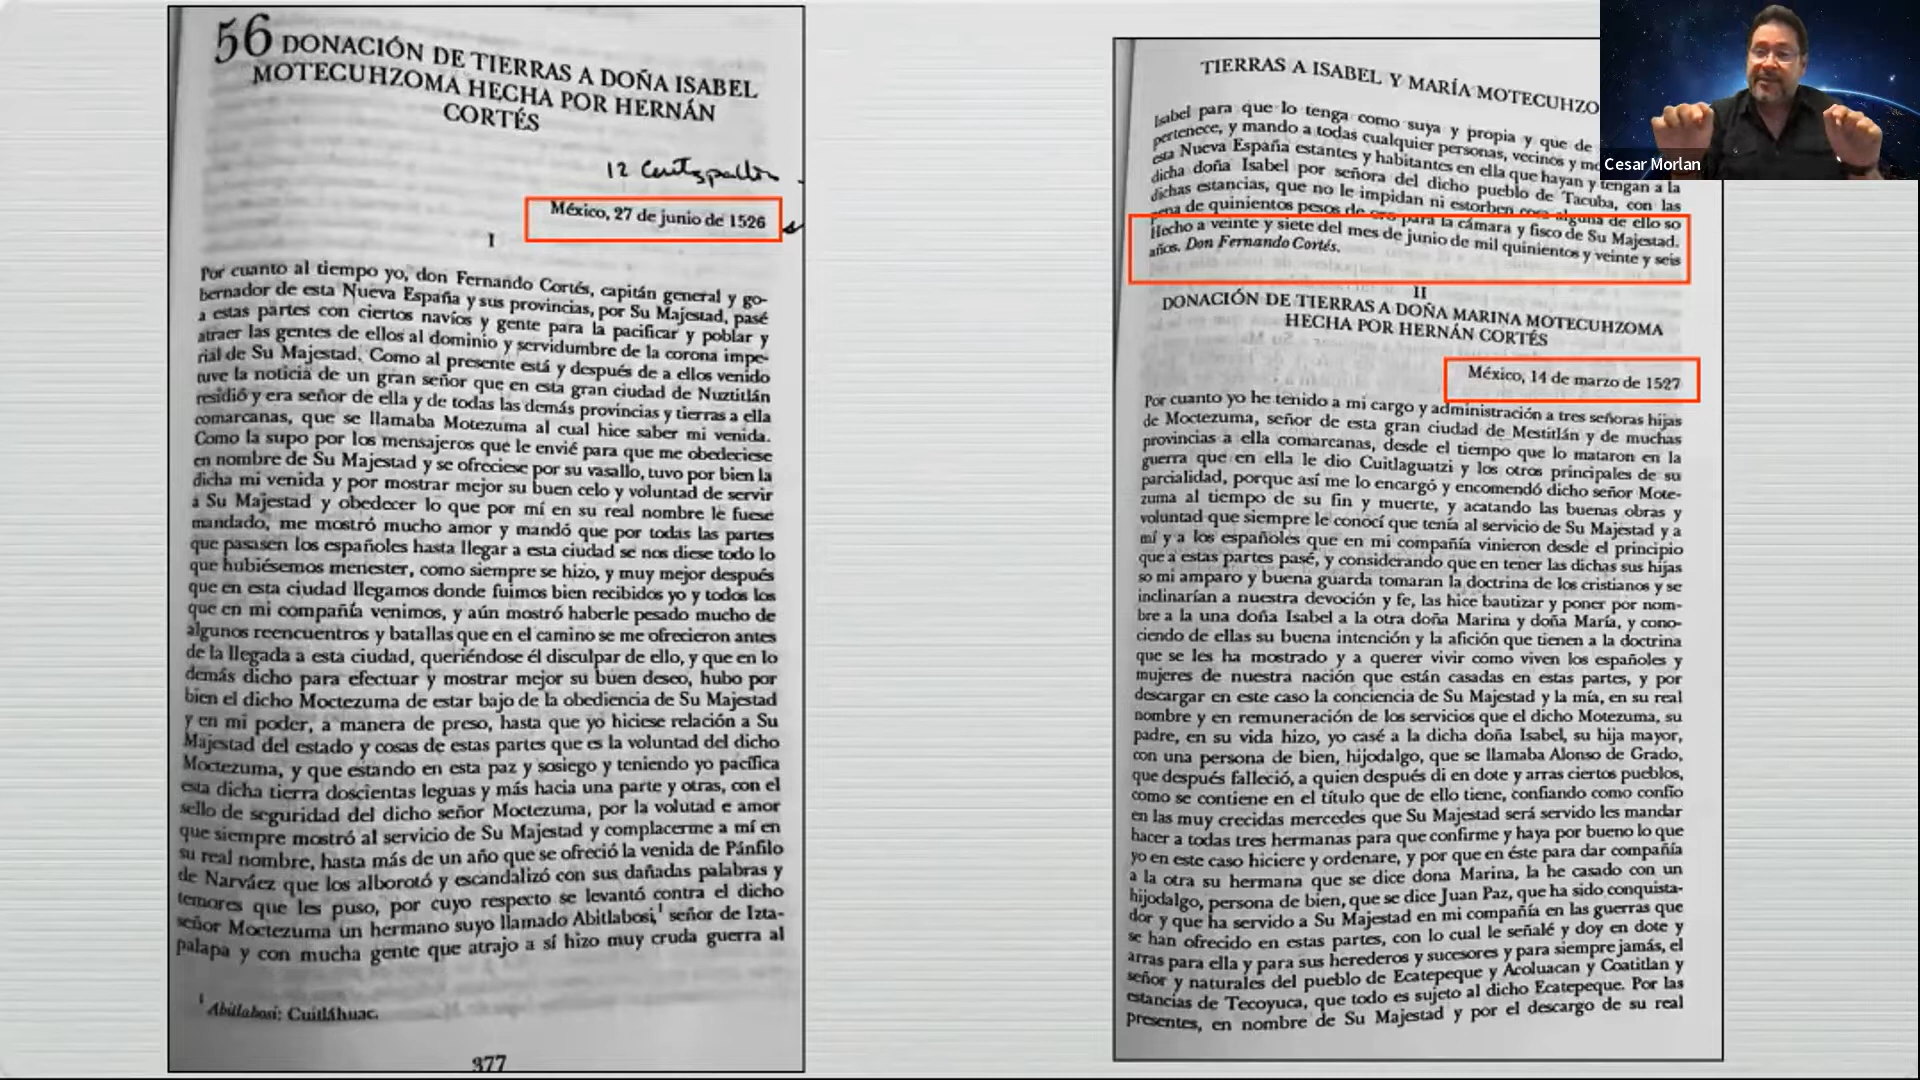 56 DONACIÓN DE TIERRAS A DOÑA ISABEL
MOTECUHZOMA HECHA POR HERNÁN
CORTÉS
12
México, 27 de junio de 1526
I
Por cuanto al tiempo yo, don Fernando Cortés, capitán general y go-
bernador de esta Nueva España y sus provincias, por Su Majestad, pasé
a estas partes con ciertos navíos y gente para la pacificar y poblar y
atraer las gentes de ellos al dominio y servidumbre de la corona impe-
rial de Su Majestad. Como al presente está y después de a ellos venido
tuve la noticia de un gran señor que en esta gran ciudad de Nuztitlán
residió y era señor de ella y de todas las demás provincias y tierras a ella
comarcanas, que se llamaba Motezuma al cual hice saber mi venida.
Como la supo por los mensajeros que le envié para que me obedeciese
en nombre de Su Majestad y se ofreciese por su vasallo, tuvo por bien la
dicha mi venida y por mostrar mejor su buen celo y voluntad de servir
a Su Majestad y obedecer lo que por mí en su real nombre le fuese
mandado, me mostró mucho amor y mandó que por todas las partes
que pasasen los españoles hasta llegar a esta ciudad se nos diese todo lo
que hubiésemos menester, como siempre se hizo, y muy mejor después
que en esta ciudad llegamos donde fuimos bien recibidos yo y todos los
que en mi compañía venimos, y aún mostró haberle pesado mucho de
algunos reencuentros y batallas que en el camino se me ofrecieron antes
de la llegada a esta ciudad, queriéndose él disculpar de ello, y que en lo
demás dicho para efectuar y mostrar mejor su buen deseo, hubo por
bien el dicho Moctezuma de estar bajo de la obediencia de Su Majestad
y en mi poder, a manera de preso, hasta que yo hiciese relación a Su
Majestad del estado y cosas de estas partes que es la voluntad del dicho
Moctezuma, y que estando en esta paz y sosiego y teniendo yo pacífica
esta dicha tierra doscientas leguas y más hacia una parte y otras, con el
sello de seguridad del dicho señor Moctezuma, por la volutad e amor
que siempre mostró al servicio de Su Majestad y complacerme a mí en
su real nombre, hasta más de un año que se ofreció la venida de Pánfilo
de Narváez que los alborotó y escandalizó con sus dañadas palabras y
temores que les puso, por cuyo respecto se levantó contra el dicho
señor Moctezuma un hermano suyo llamado Abitlabosi,¹ señor de Izta-
palapa y con mucha gente que atrajo a sí hizo muy cruda guerra al
¹ Abitlabosi: Cuitláhuac.
377
TIERRAS A ISABEL Y MARÍA MOTECUHZO
Isabel para que lo tenga como suya y propia y que de
pertenece, y mando a todas cualquier personas, vecinos y
esta Nueva España estantes y habitantes en ella que hayan y tengan a la
dicha doña Isabel por señora del dicho pueblo de Tacuba, con las
dichas estancias, que no le impidan ni estorben cosa alguna de ello so
pena de quinientos pesos de oro para la cámara y fisco de Su Majestad.
Hecho a veinte y siete del mes de junio de mil quinientos y veinte y seis
años. Don Fernando Cortés.
II
DONACIÓN DE TIERRAS A DOÑA MARINA MOTECUHZOMA
HECHA POR HERNÁN CORTÉS
México, 14 de marzo de 1527
Por cuanto yo he tenido a mi cargo y administración a tres señoras hijas
de Moctezuma, señor de esta gran ciudad de Mestitlán y de muchas
provincias a ella comarcanas, desde el tiempo que lo mataron en la
guerra que en ella le dio Cuitlaguatzi y los otros principales de su
parcialidad, porque así me lo encargó y encomendó dicho señor Mote-
zuma al tiempo de su fin y muerte, y acatando las buenas obras y
voluntad que siempre le conocí que tenía al servicio de Su Majestad y a
mí y a los españoles que en mi compañía vinieron desde el principio
que a estas partes pasé, y considerando que en tener las dichas sus hijas
so mi amparo y buena guarda tomaran la doctrina de los cristianos y se
inclinarían a nuestra devoción y fe, las hice bautizar y poner por nom-
bre a la una doña Isabel a la otra doña Marina y doña María, y cono-
ciendo de ellas su buena intención y la afición que tienen a la doctrina
que se les ha mostrado y a querer vivir como viven los españoles y
mujeres de nuestra nación que están casadas en estas partes, y por
descargar en este caso la conciencia de Su Majestad y la mía, en su real
nombre y en remuneración de los servicios que el dicho Motezuma, su
padre, en su vida hizo, yo casé a la dicha doña Isabel, su hija mayor,
con una persona de bien, hijodalgo, que se llamaba Alonso de Grado,
que después falleció, a quien después di en dote y arras ciertos pueblos,
como se contiene en el título que de ello tiene, confiando como confío
en las muy crecidas mercedes que Su Majestad será servido les mandar
hacer a todas tres hermanas para que confirme y haya por bueno lo que
yo en este caso hiciere y ordenare, y por que en éste para dar compañía
a la otra su hermana que se dice dona Marina, la he casado con un
hijodalgo, persona de bien, que se dice Juan Paz, que ha sido conquista-
dor y que ha servido a Su Majestad en mi compañía en las guerras que
se han ofrecido en estas partes, con lo cual le señalé y doy en dote y
arras para ella y para sus herederos y sucesores y para siempre jamás, el
señor y naturales del pueblo de Ecatepeque y Acoluacan y Coatitlan y
estancias de Tecoyuca, que todo es sujeto al dicho Ecatepeque. Por las
presentes, en nombre de Su Majestad y por el descargo de su real
Cesar Morlan